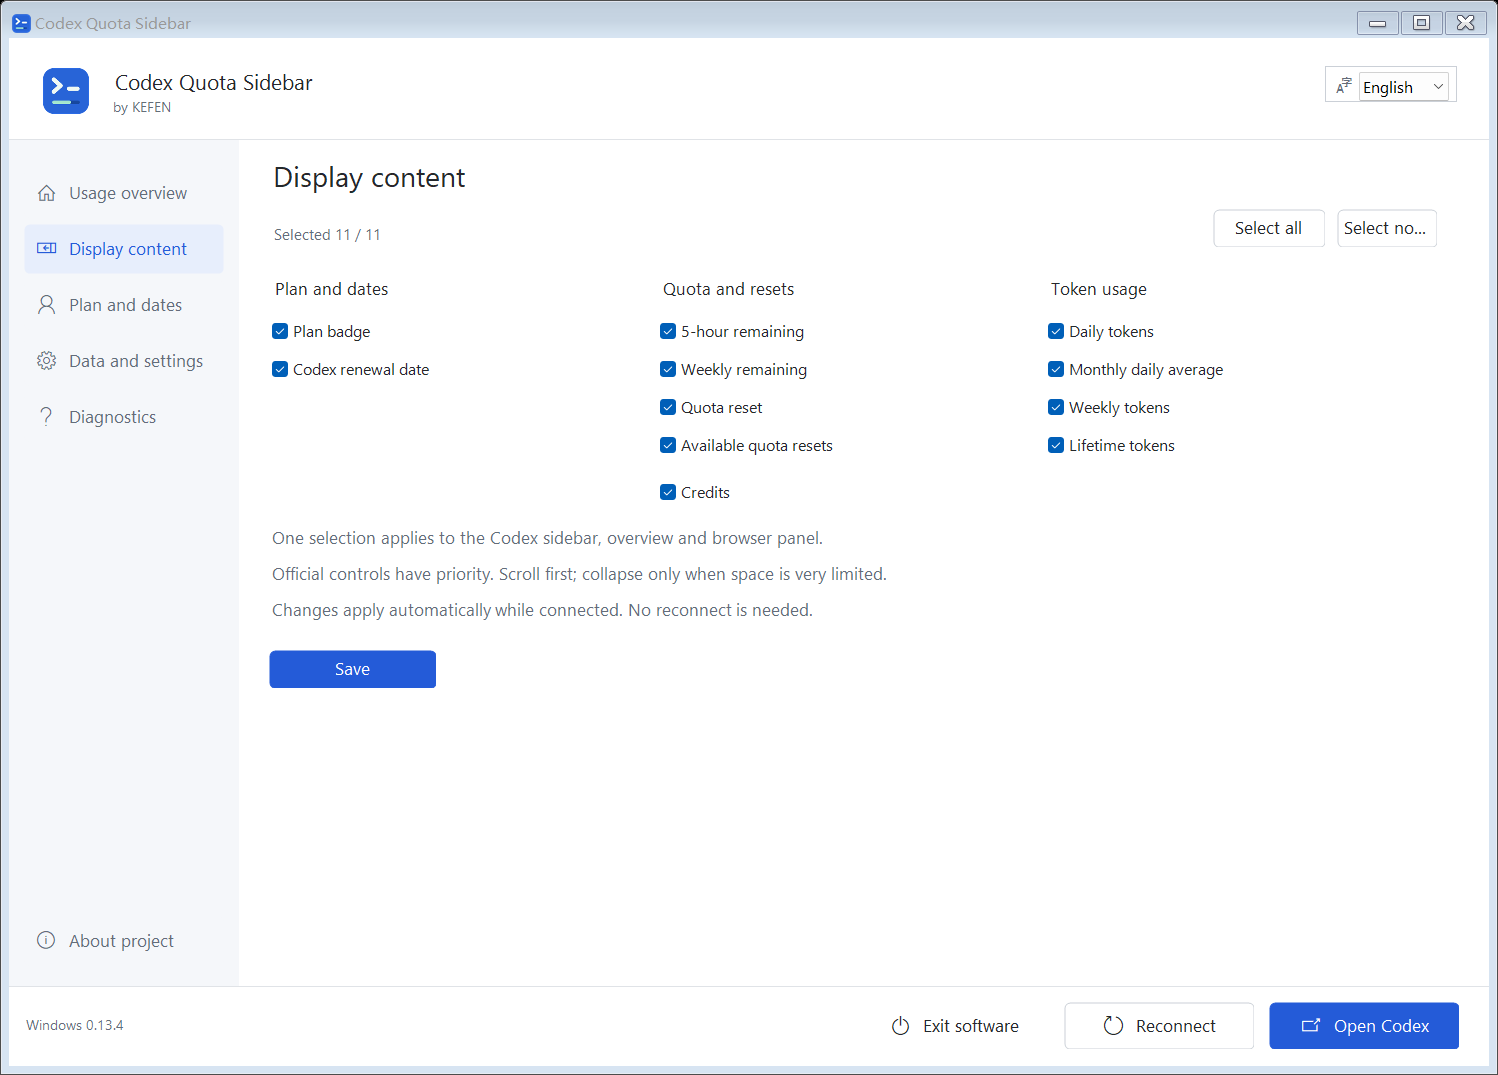 Codex Quota Sidebar
Codex Quota Sidebar
by KEFEN
English
Usage overview
Display content
Plan and dates
Data and settings
Diagnostics
About project
Display content
Selected 11 / 11
Select all
Select no...
Plan and dates
Plan badge
Codex renewal date
Quota and resets
5-hour remaining
Weekly remaining
Quota reset
Available quota resets
Credits
Token usage
Daily tokens
Monthly daily average
Weekly tokens
Lifetime tokens
One selection applies to the Codex sidebar, overview and browser panel.
Official controls have priority. Scroll first; collapse only when space is very limited.
Changes apply automatically while connected. No reconnect is needed.
Save
Windows 0.13.4
Exit software
Reconnect
Open Codex